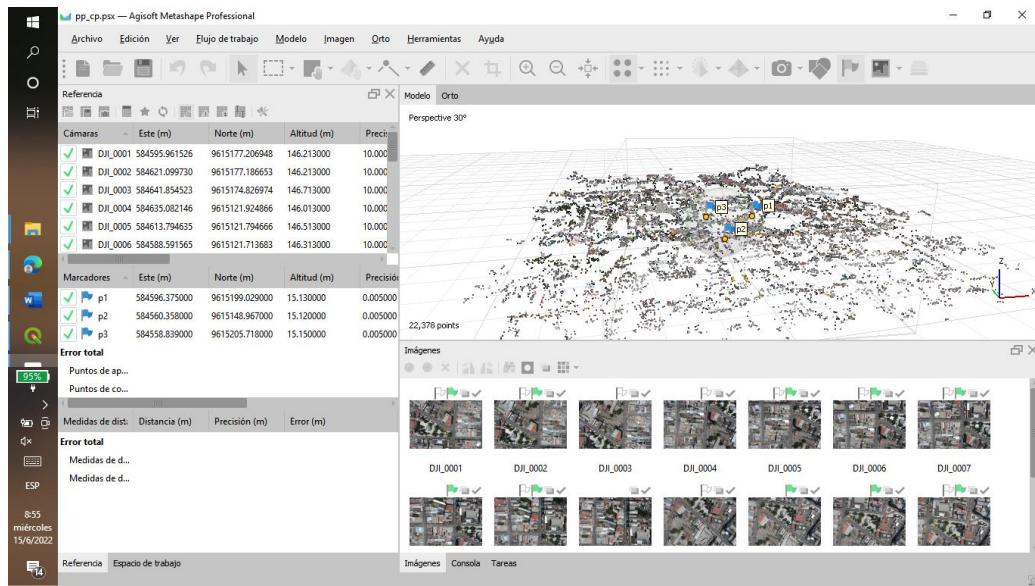 pp_cp.psx — Agisoft Metashape Professional
Archivo Edición Ver Flujo de trabajo Modelo Imagen Orto Herramientas Ayuda
Referencia
Cámaras Este (m) Norte (m) Altitud (m)
DJI_0001 584595.961526 9615177.206948 146.213000 10.000
DJI_0002 584621.099730 9615177.186653 146.213000 10.000
DJI_0003 584641.854523 9615174.826974 146.713000 10.000
DJI_0004 584635.082146 9615121.924866 146.013000 10.000
DJI_0005 584613.794635 9615121.794666 146.513000 10.000
DJI_0006 584588.591565 9615121.713683 146.313000 10.000
Marcadores Este (m) Norte (m) Altitud (m) Precisión
p1 584596.375000 9615199.029000 15.130000 0.005000
p2 584560.358000 9615148.967000 15.120000 0.005000
p3 584558.839000 9615205.718000 15.150000 0.005000
Error total
Puntos de ap...
Puntos de co...
Medidas de dist: Distancia (m) Precisión (m) Error (m)
Error total
Medidas de d...
Medidas de d...
Referencia Espacio de trabajo
Modelo Orto
Perspective 30°
p3 p1
p2
Z
Y X
22,378 points
Imágenes
DJI_0001 DJI_0002 DJI_0003 DJI_0004 DJI_0005 DJI_0006 DJI_0007
Imágenes Consola Tareas
95%
ESP
8:55
miércoles
15/6/2022
14